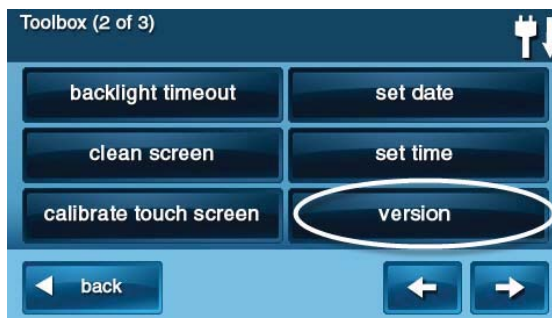 Toolbox (2 of 3)
backlight timeout
set date
clean screen
set time
calibrate touch screen
version
back